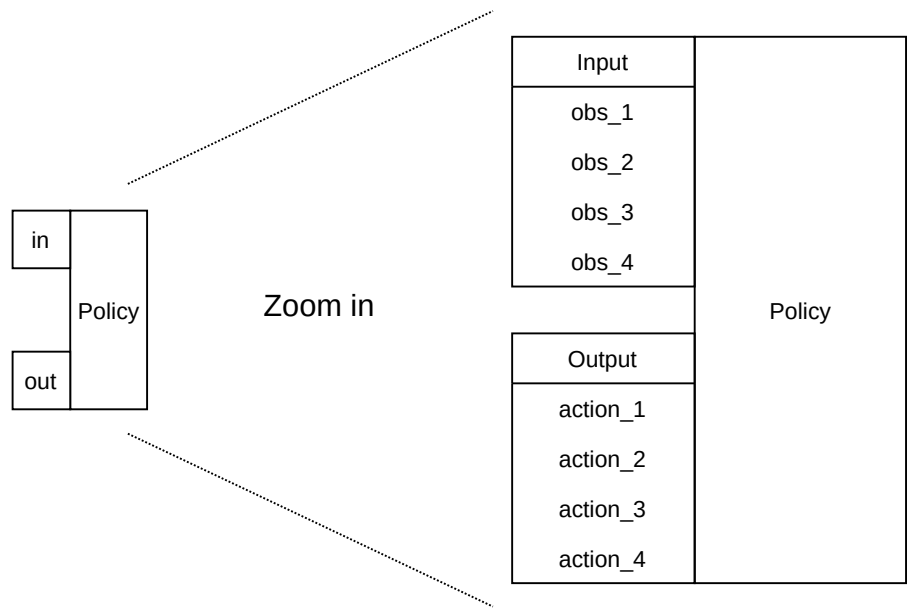 in
Policy
out
Zoom in
Input
obs_1
obs_2
obs_3
obs_4
Policy
Output
action_1
action_2
action_3
action_4